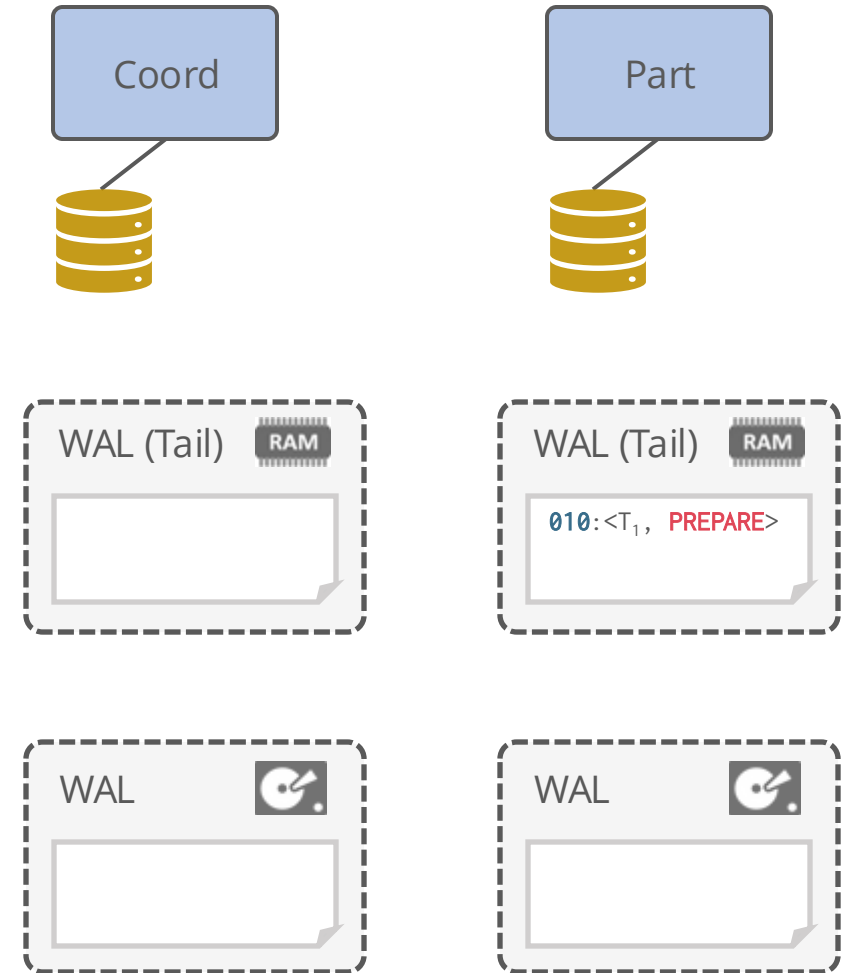 Coord
Part
WAL (Tail)
RAM
WAL (Tail)
RAM
010:<T₁, PREPARE>
WAL
WAL